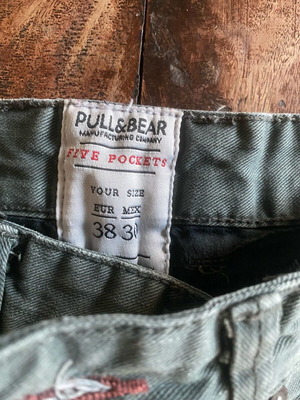 PULL&BEAR
MANUFACTURING COMPANY
FIVE POCKETS
YOUR SIZE
EUR MEX
38 30